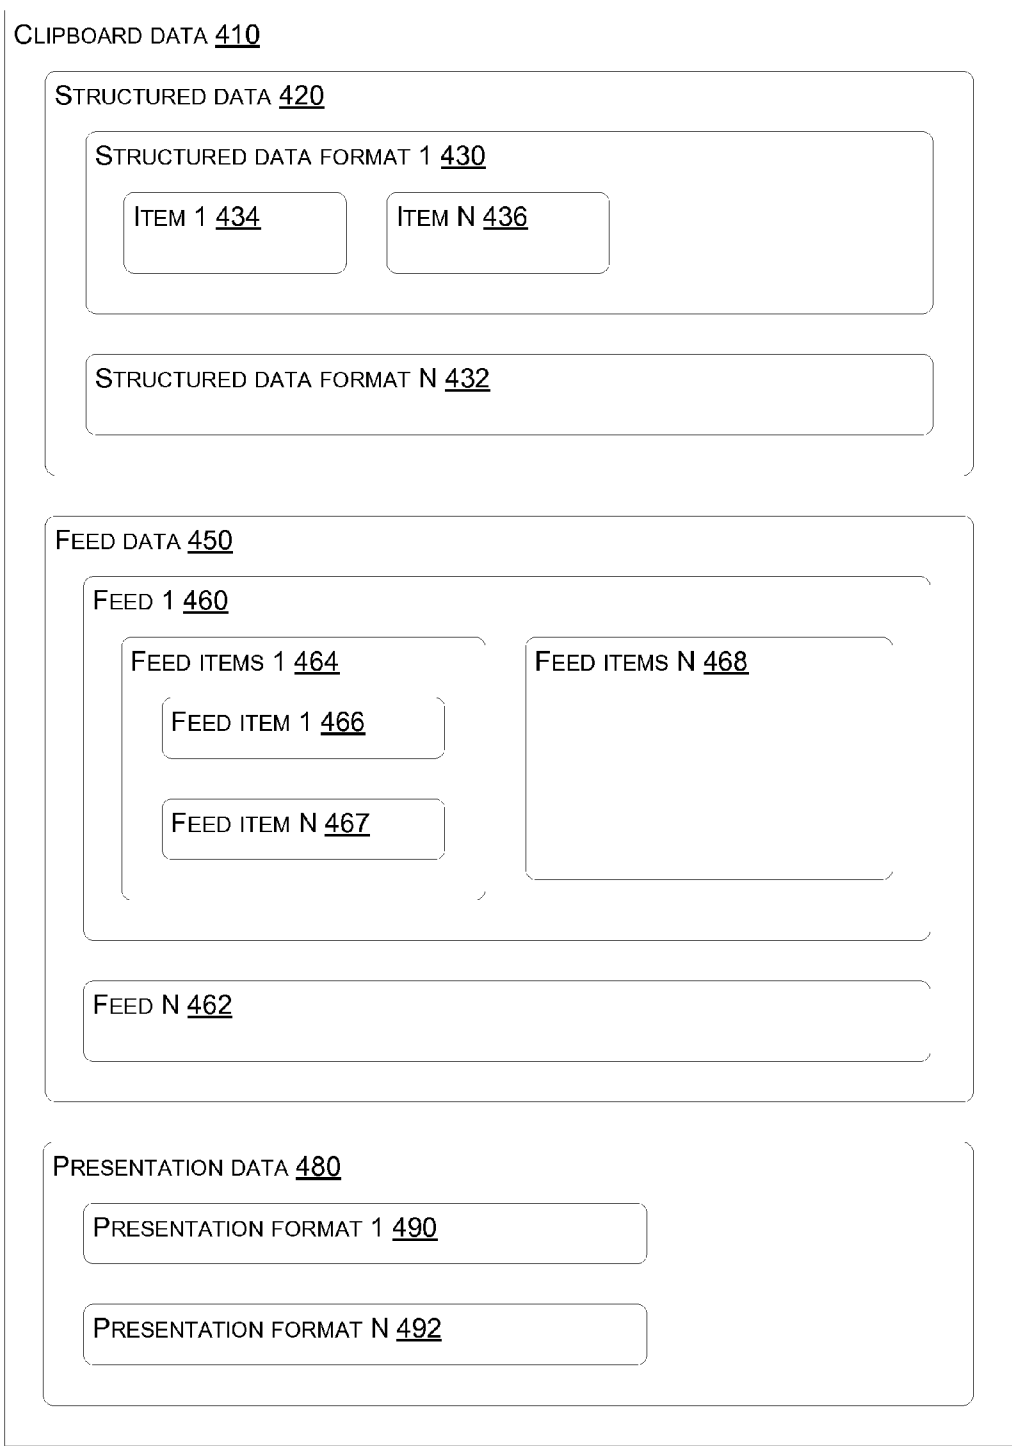 Clipboard data 410
Structured data 420
Structured data format 1 430
Item 1 434
Item N 436
Structured data format N 432
Feed data 450
Feed 1 460
Feed items 1 464
Feed items N 468
Feed item 1 466
Feed item N 467
Feed N 462
Presentation data 480
Presentation format 1 490
Presentation format N 492